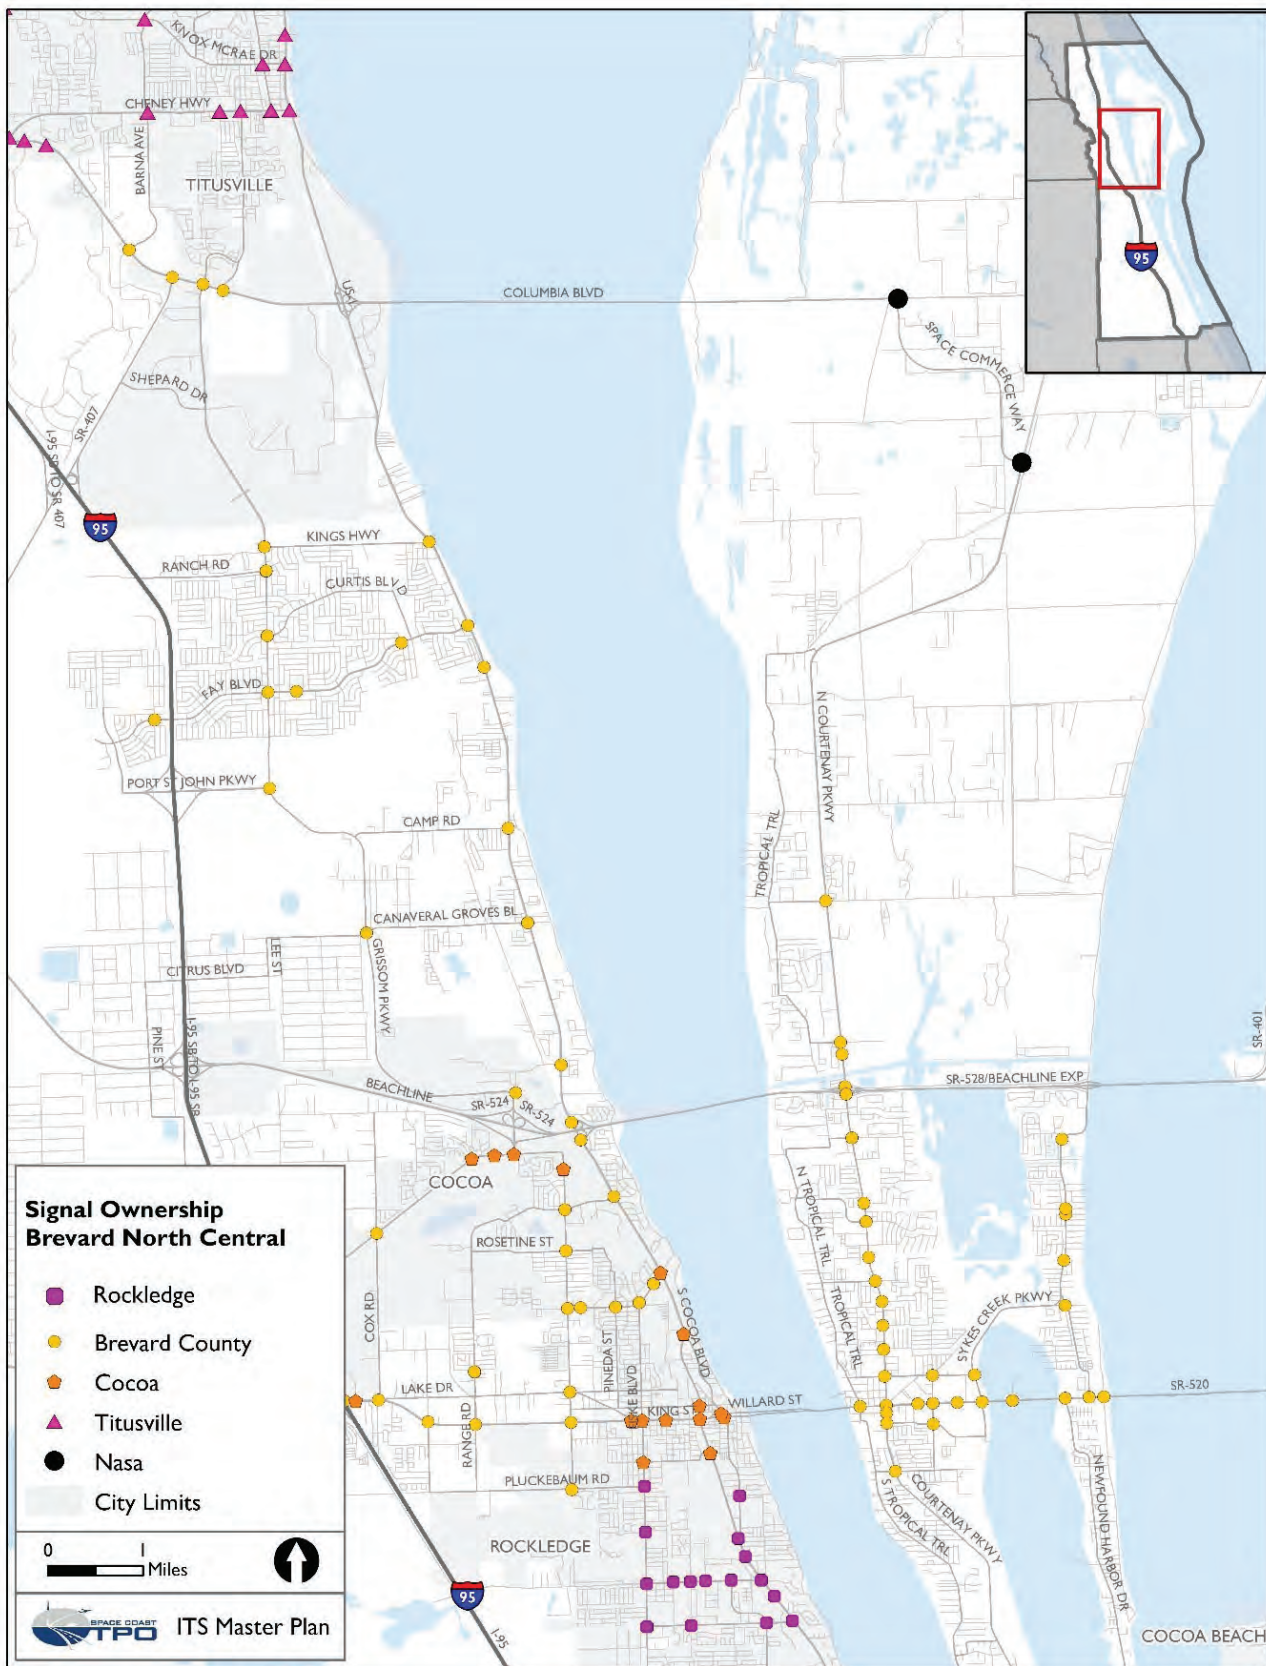 KNOX MCRAE DR
CHENEY HWY
BARNA AVE
TITUSVILLE
US-1
COLUMBIA BLVD
SPACE COMMERCE WAY
95
SHEPARD DR
SR-407
I-95 SB TO SR 407
95
KINGS HWY
RANCH RD
CURTIS BLVD
FAY BLVD
N COURTENAY PKWY
PORT ST JOHN PKWY
CAMP RD
TROPICAL TRL
CANAVERAL GROVES BL
LEE ST
GRISSOM PKWY
CITRUS BLVD
PINE ST
SR-401
BEACHLINE
SR-524
SR-524
SR-528/BEACHLINE EXP
COCOA
N TROPICAL TRL
ROSETINE ST
S COCOA BLVD
TROPICAL TRL
SYKES CREEK PKWY
COX RD
PINEDA ST
LAKE DR
RANGE RD
KING ST
WILLARD ST
SR-520
PLUCKEBAUM RD
S TROPICAL TRL
COURTENAY PKWY
NEWFOUND HARBOR DR
ROCKLEDGE
95
I-95
COCOA BEACH
Signal Ownership
Brevard North Central
Rockledge
Brevard County
Cocoa
Titusville
Nasa
City Limits
0 1
Miles
SPACE COAST
TPO
ITS Master Plan